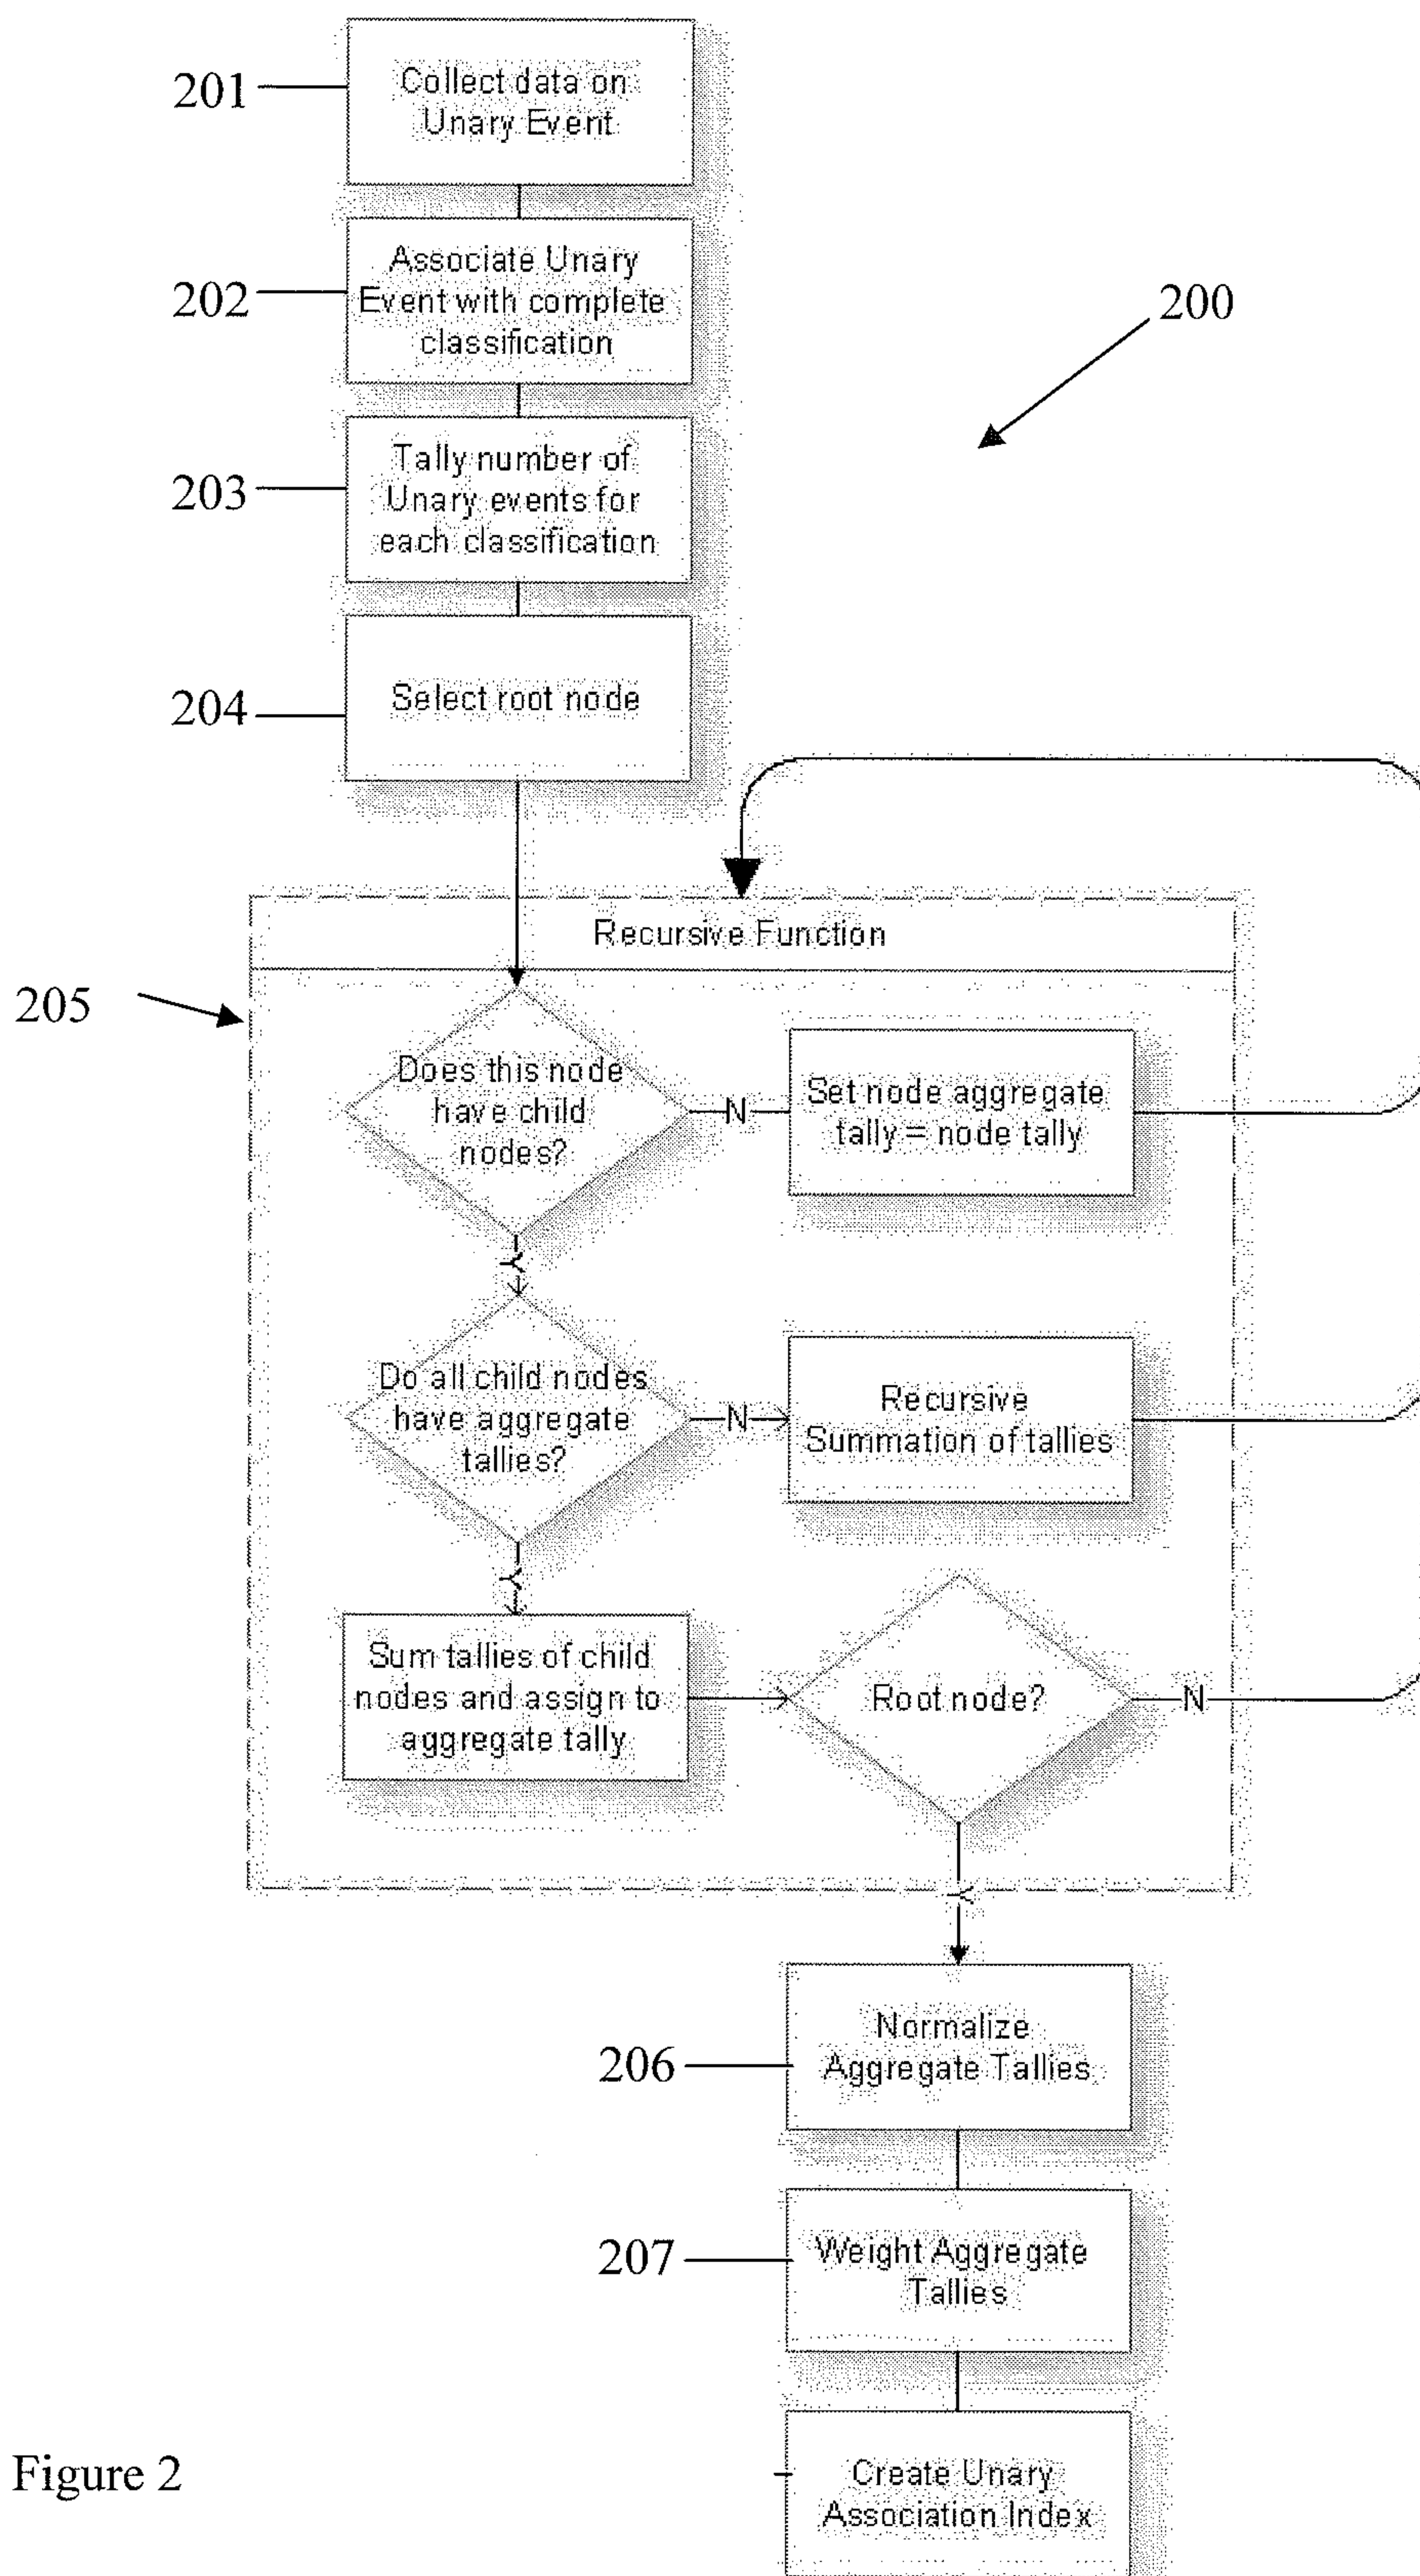 201
Collect data on
Unary Event
202
Associate Unary
Event with complete
classification
200
203
Tally number of
Unary events for
each classification
204
Select root node
Recursive Function
205
Does this node
have child
nodes?
N
Set node aggregate
tally = node tally
Y
Do all child nodes
have aggregate
tallies?
N
Recursive
Summation of tallies
Y
Sum tallies of child
nodes and assign to
aggregate tally
Root node?
N
Y
206
Normalize
Aggregate Tallies
207
Weight Aggregate
Tallies
Create Unary
Association Index
Figure 2